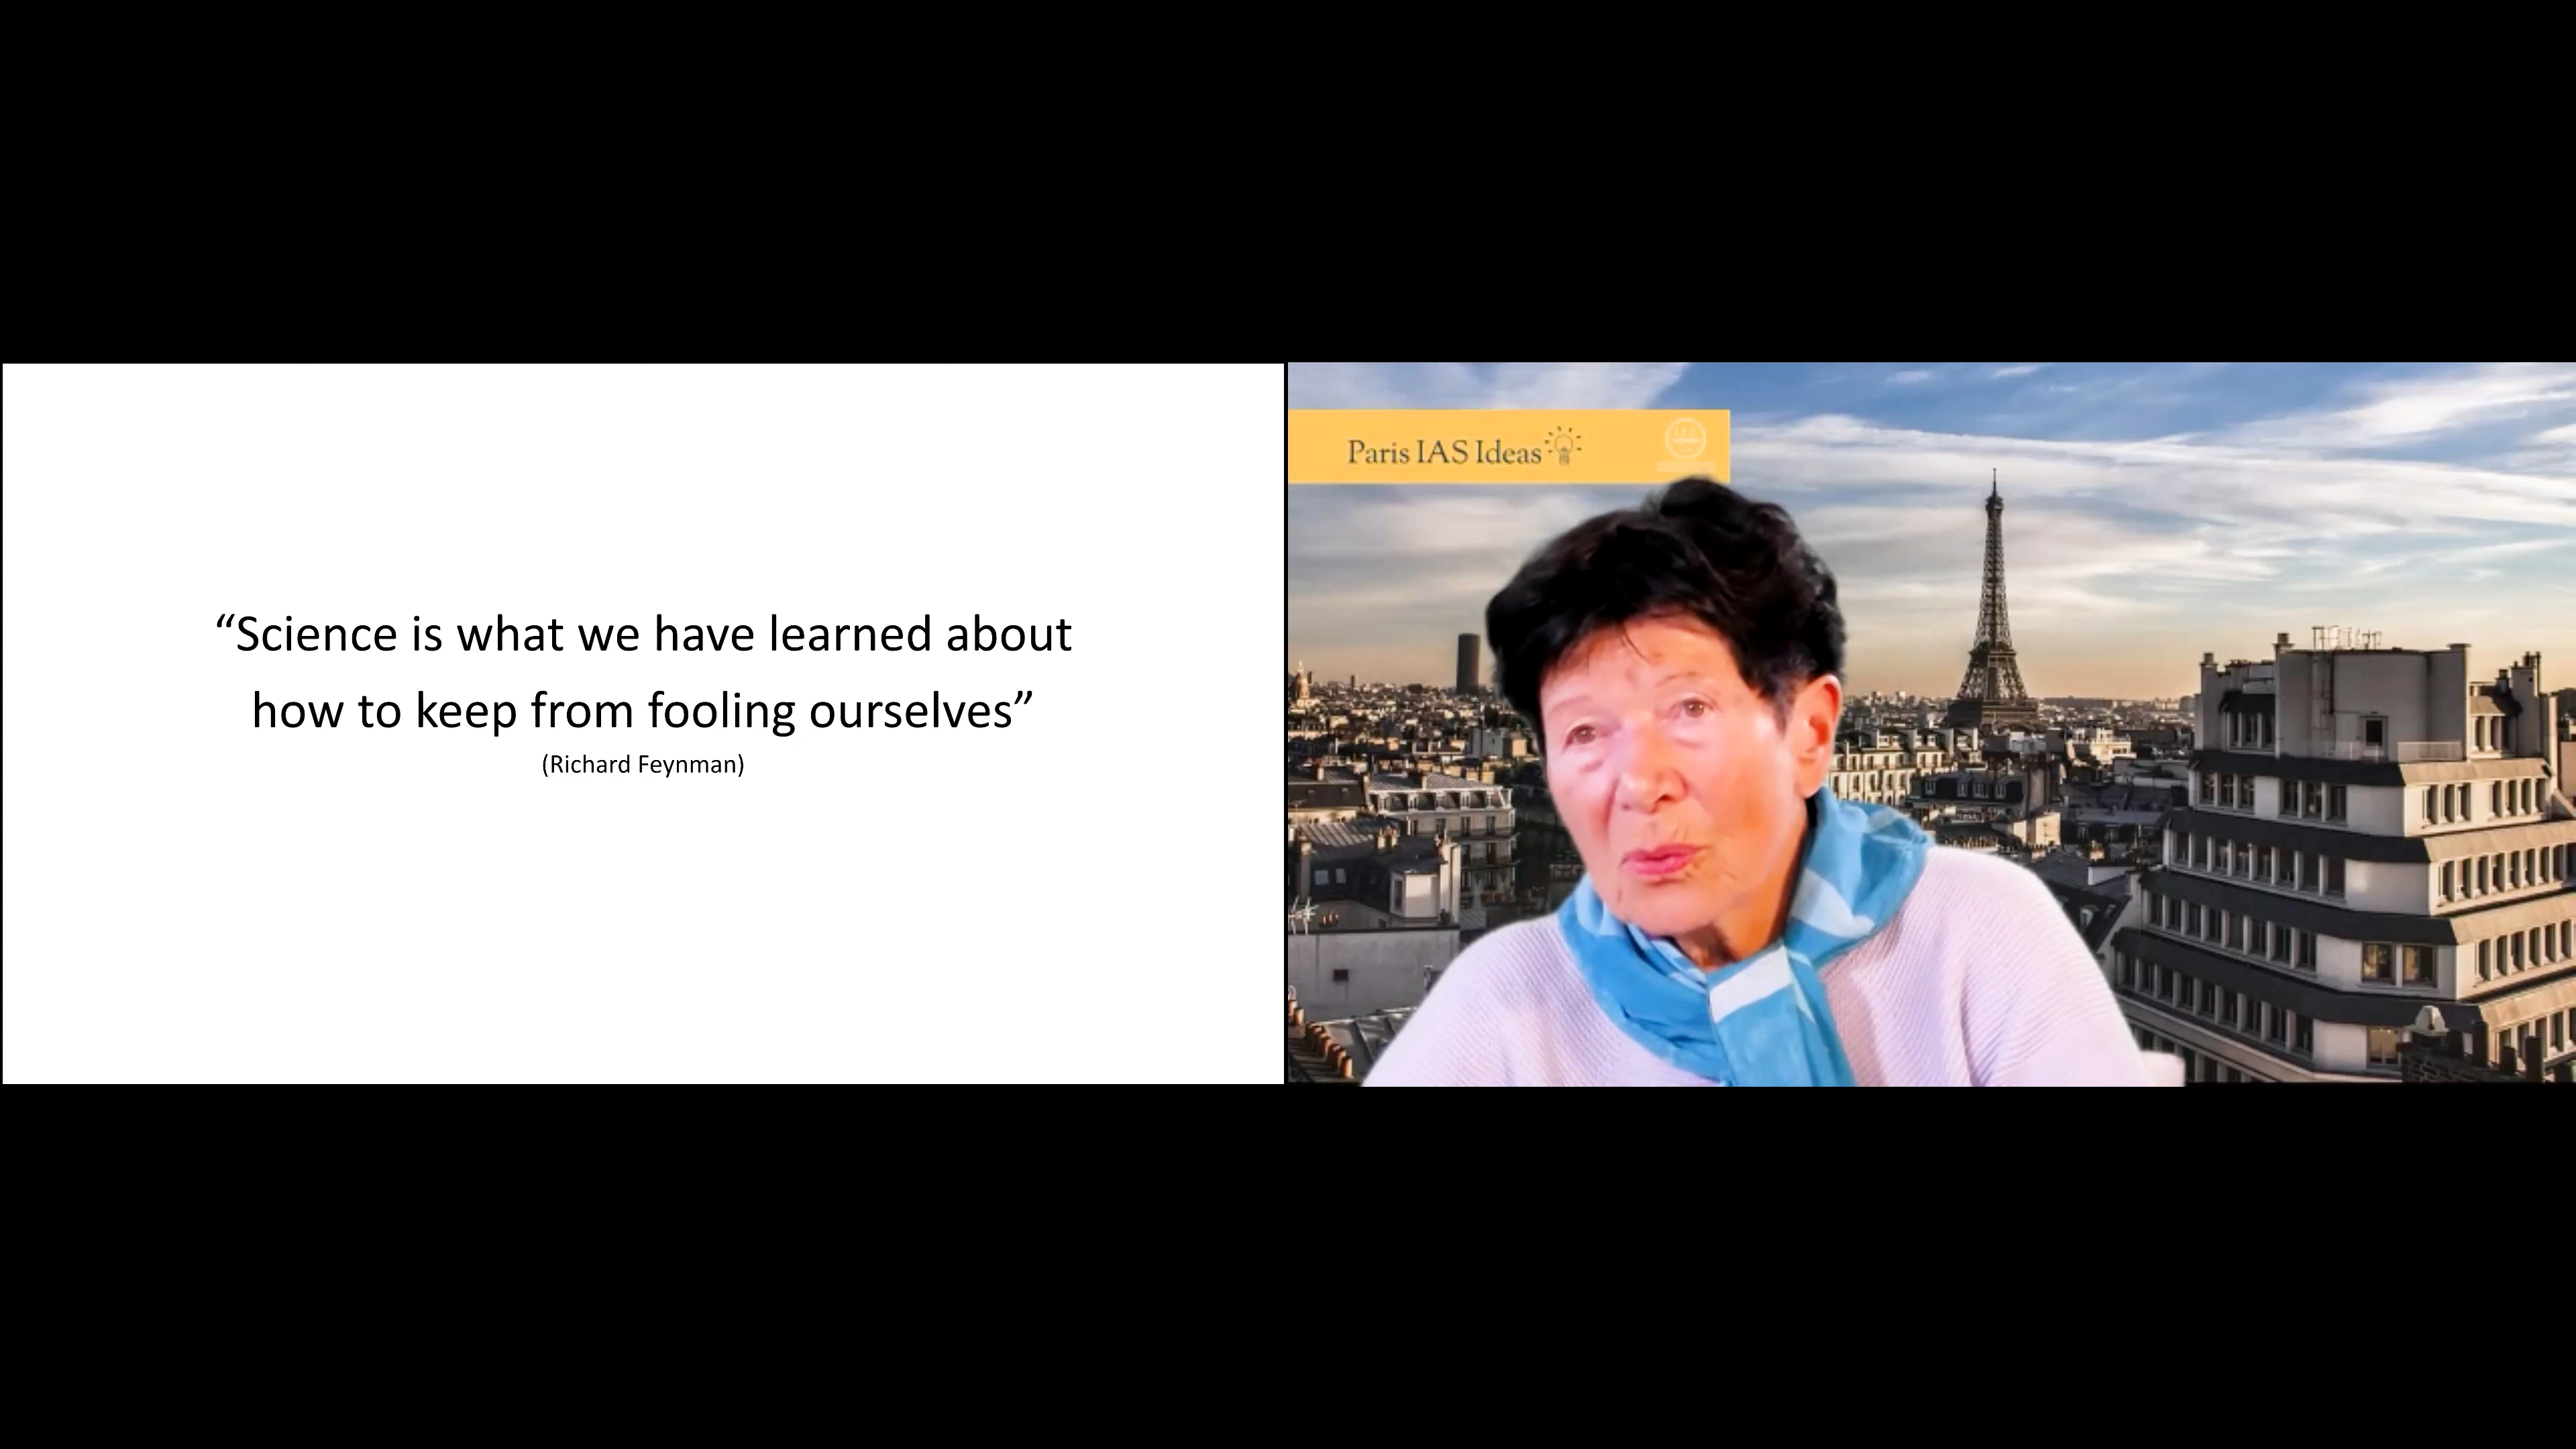 “Science is what we have learned about
how to keep from fooling ourselves”
(Richard Feynman)
Paris IAS Ideas